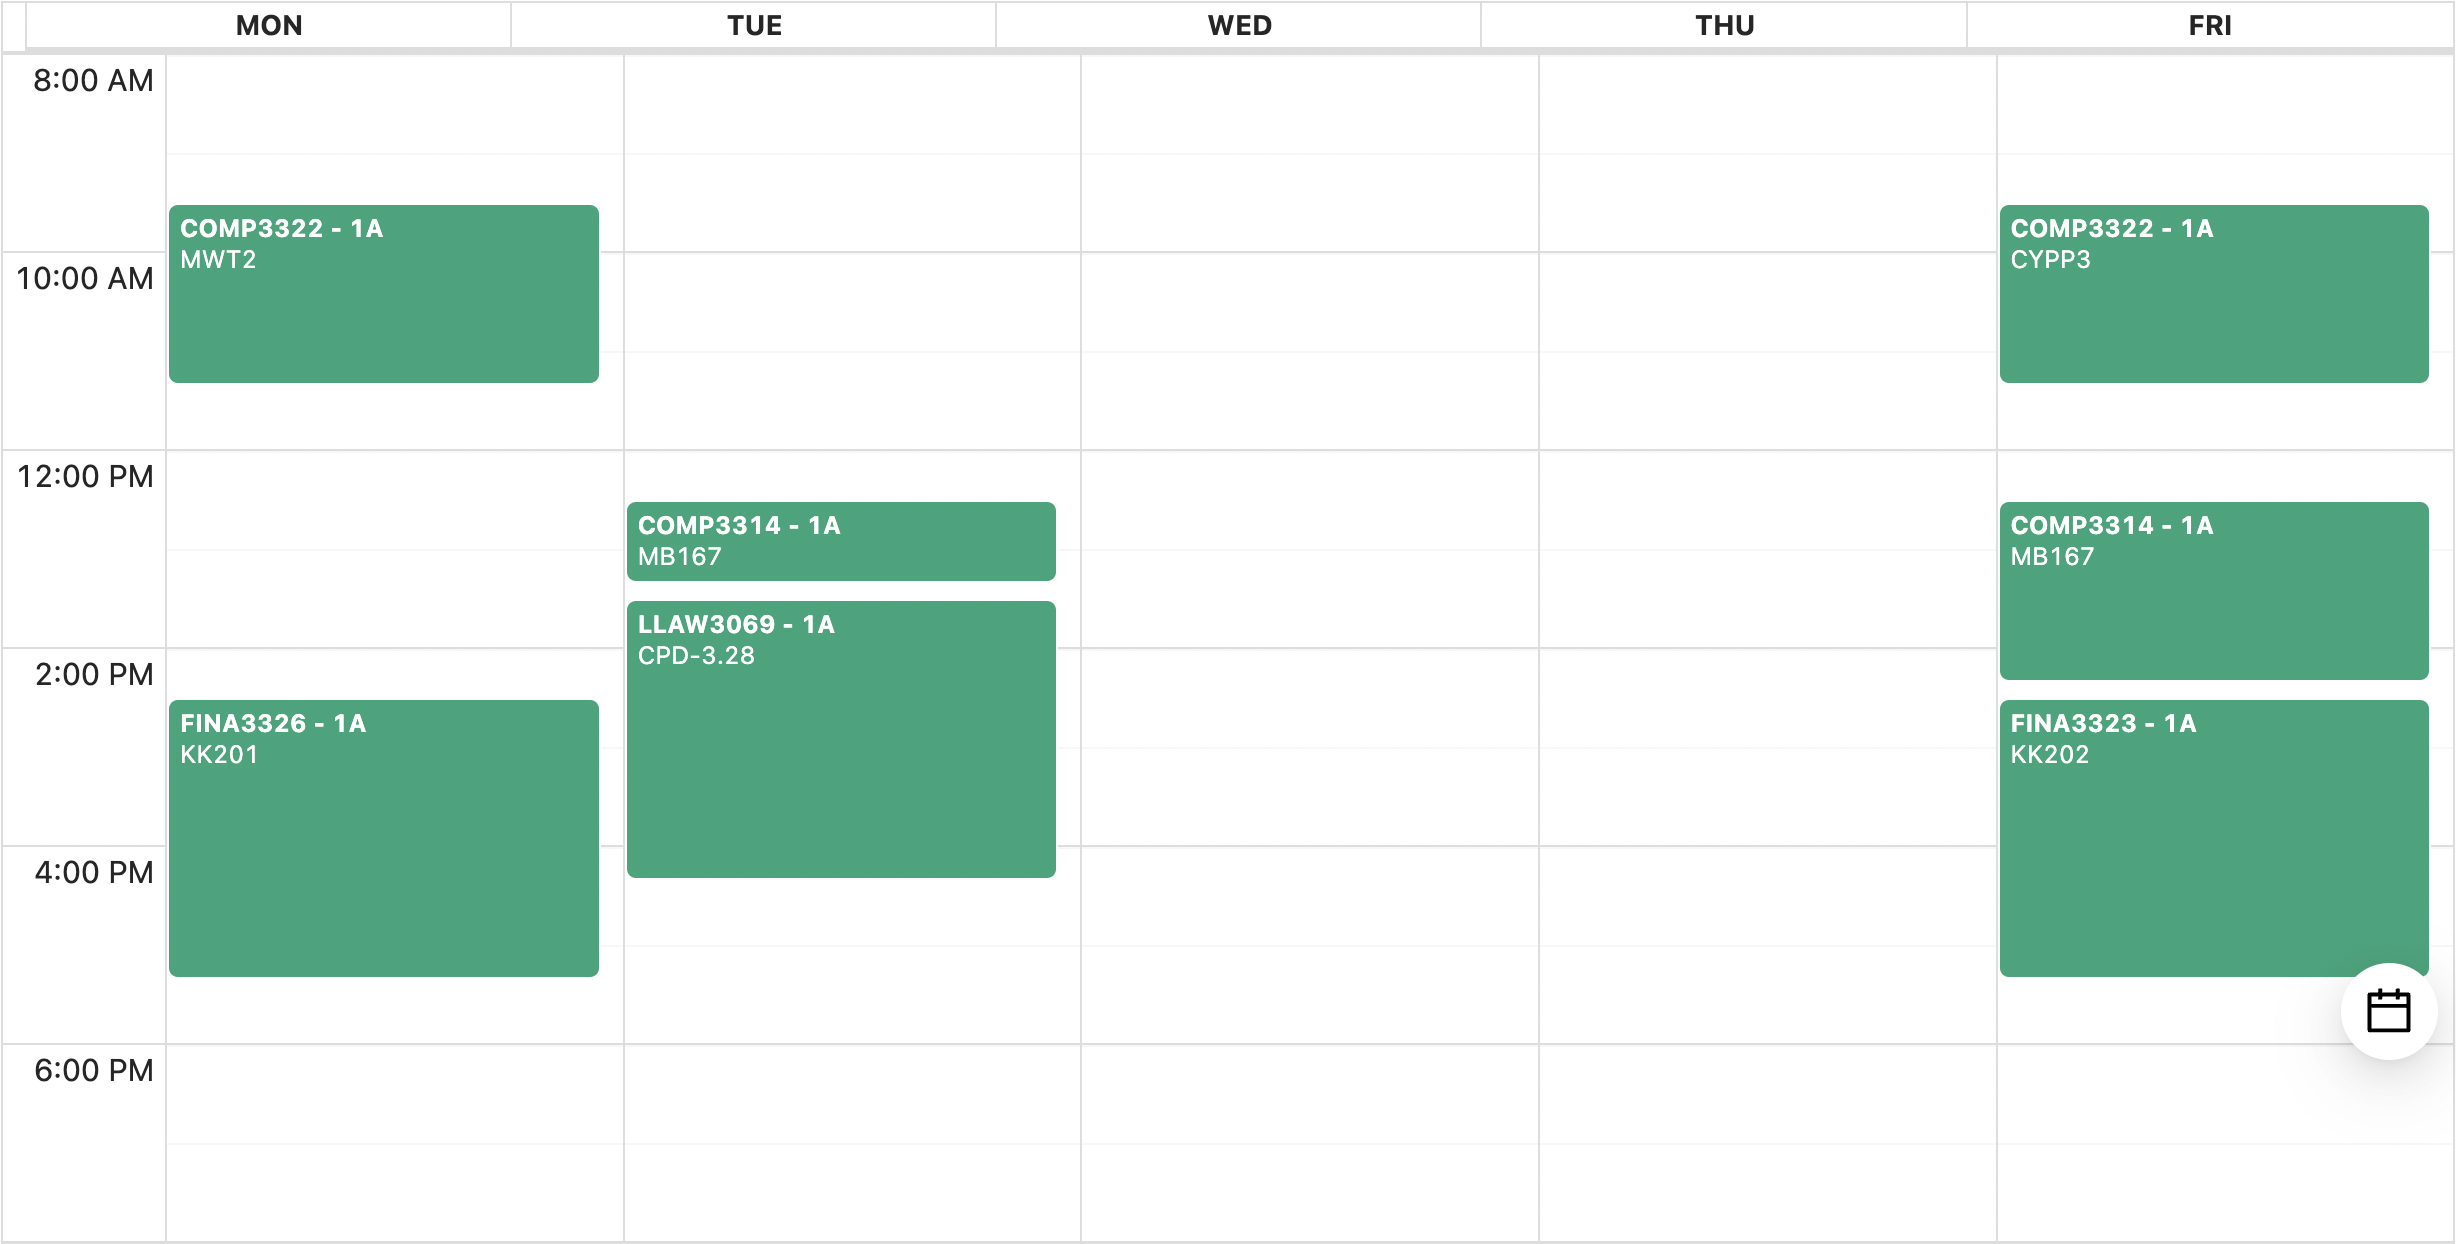 MON TUE WED THU FRI
8:00 AM
COMP3322 - 1A
MWT2
COMP3322 - 1A
CYPP3
10:00 AM
12:00 PM
COMP3314 - 1A
MB167
COMP3314 - 1A
MB167
LLAW3069 - 1A
CPD-3.28
2:00 PM
FINA3326 - 1A
KK201
FINA3323 - 1A
KK202
4:00 PM
6:00 PM